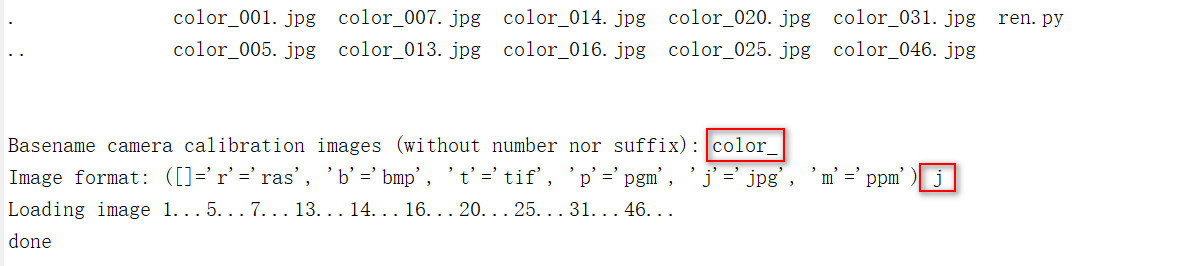 . color_001.jpg color_007.jpg color_014.jpg color_020.jpg color_031.jpg ren.py
.. color_005.jpg color_013.jpg color_016.jpg color_025.jpg color_046.jpg
Basename camera calibration images (without number nor suffix): color_
Image format: ([]='r'='ras', 'b'='bmp', 't'='tif', 'p'='pgm', 'j'='jpg', 'm'='ppm') j
Loading image 1...5...7...13...14...16...20...25...31...46...
done